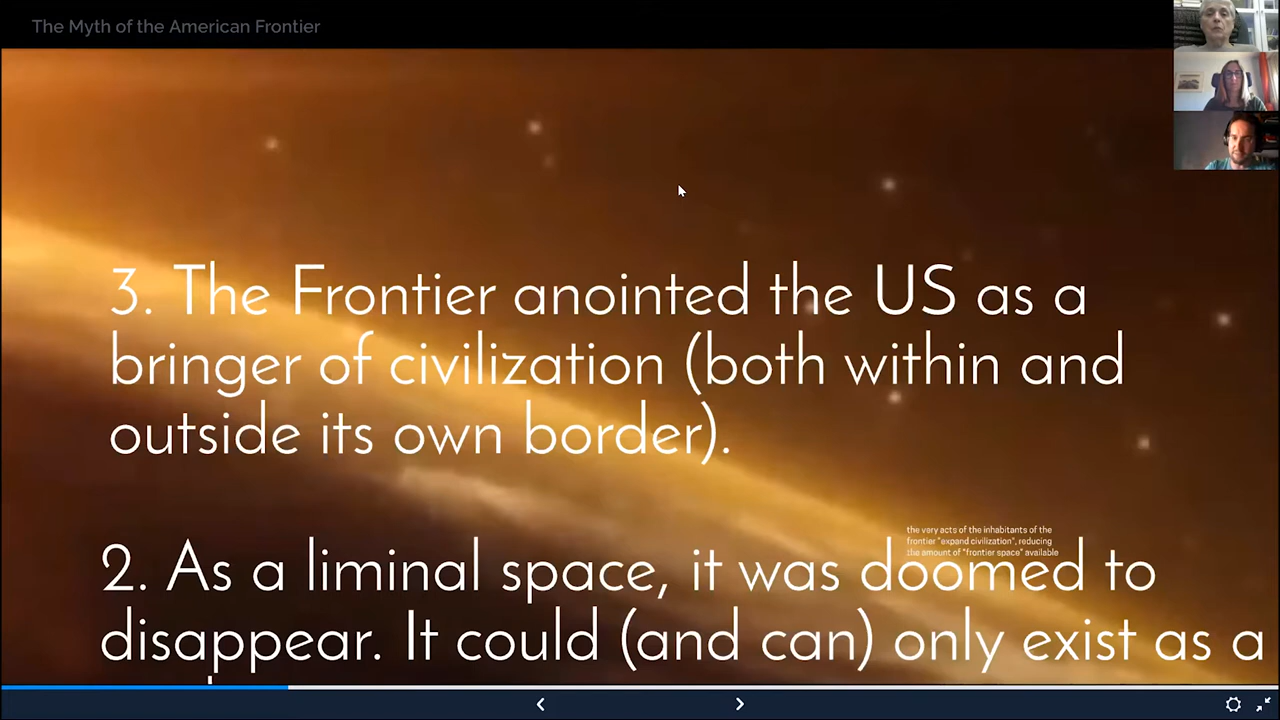 The Myth of the American Frontier
3. The Frontier anointed the US as a
bringer of civilization (both within and
outside its own border).
the very acts of the inhabitants of the
frontier "expand civilization", reducing
the amount of "frontier space" available
2. As a liminal space, it was doomed to
disappear. It could (and can) only exist as a